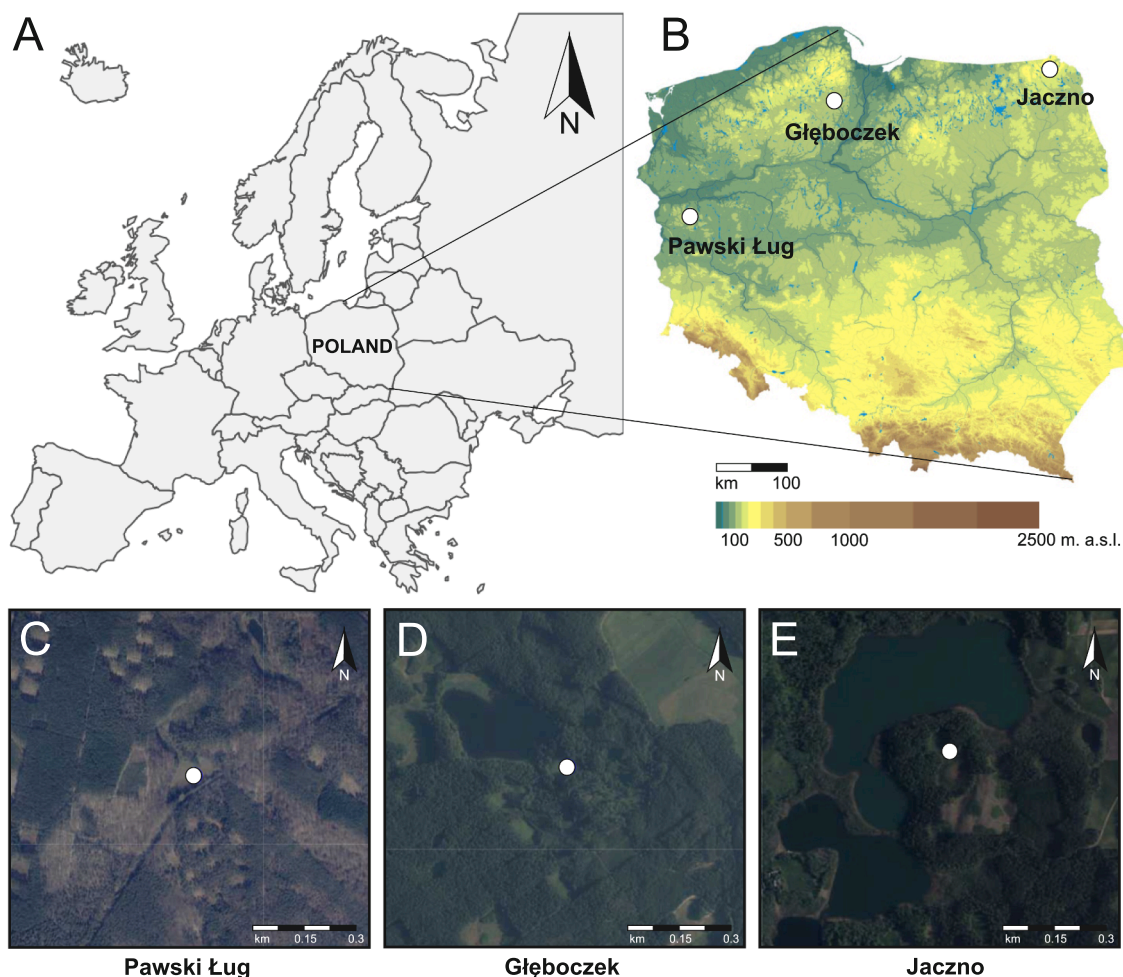 A
B
N
Jaczno
Głęboczek
Pawski Ług
POLAND
km 100
100 500 1000 2500 m. a.s.l.
C
N
km 0.15 0.3
D
N
km 0.15 0.3
E
N
km 0.15 0.3
Pawski Ług
Głęboczek
Jaczno